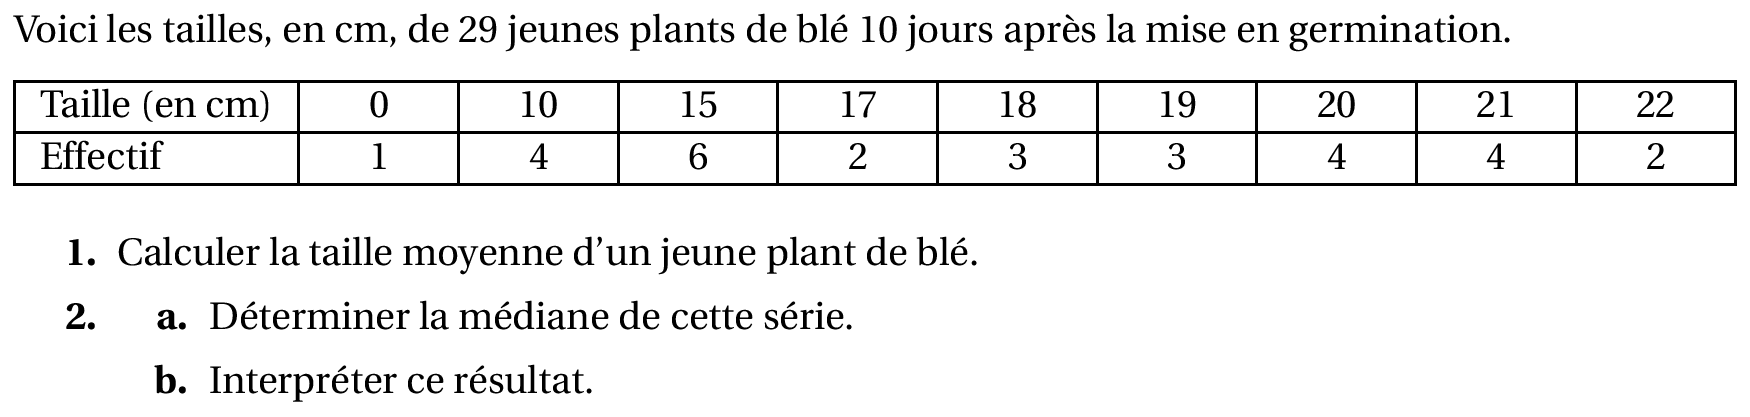 Voici les tailles, en cm, de 29 jeunes plants de blé 10 jours après la mise en germination.
Taille (en cm) 0 10 15 17 18 19 20 21 22
Effectif 1 4 6 2 3 3 4 4 2
1. Calculer la taille moyenne d'un jeune plant de blé.
2. a. Déterminer la médiane de cette série.
b. Interpréter ce résultat.